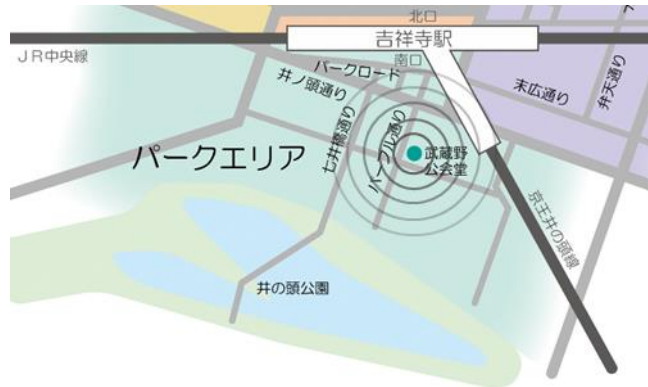 北口
吉祥寺駅
JR中央線
南口
パークロード
井ノ頭通り
末広通り
弁天通り
七井橋通り
パープル通り
武蔵野
公会堂
パークエリア
京王井の頭線
井の頭公園